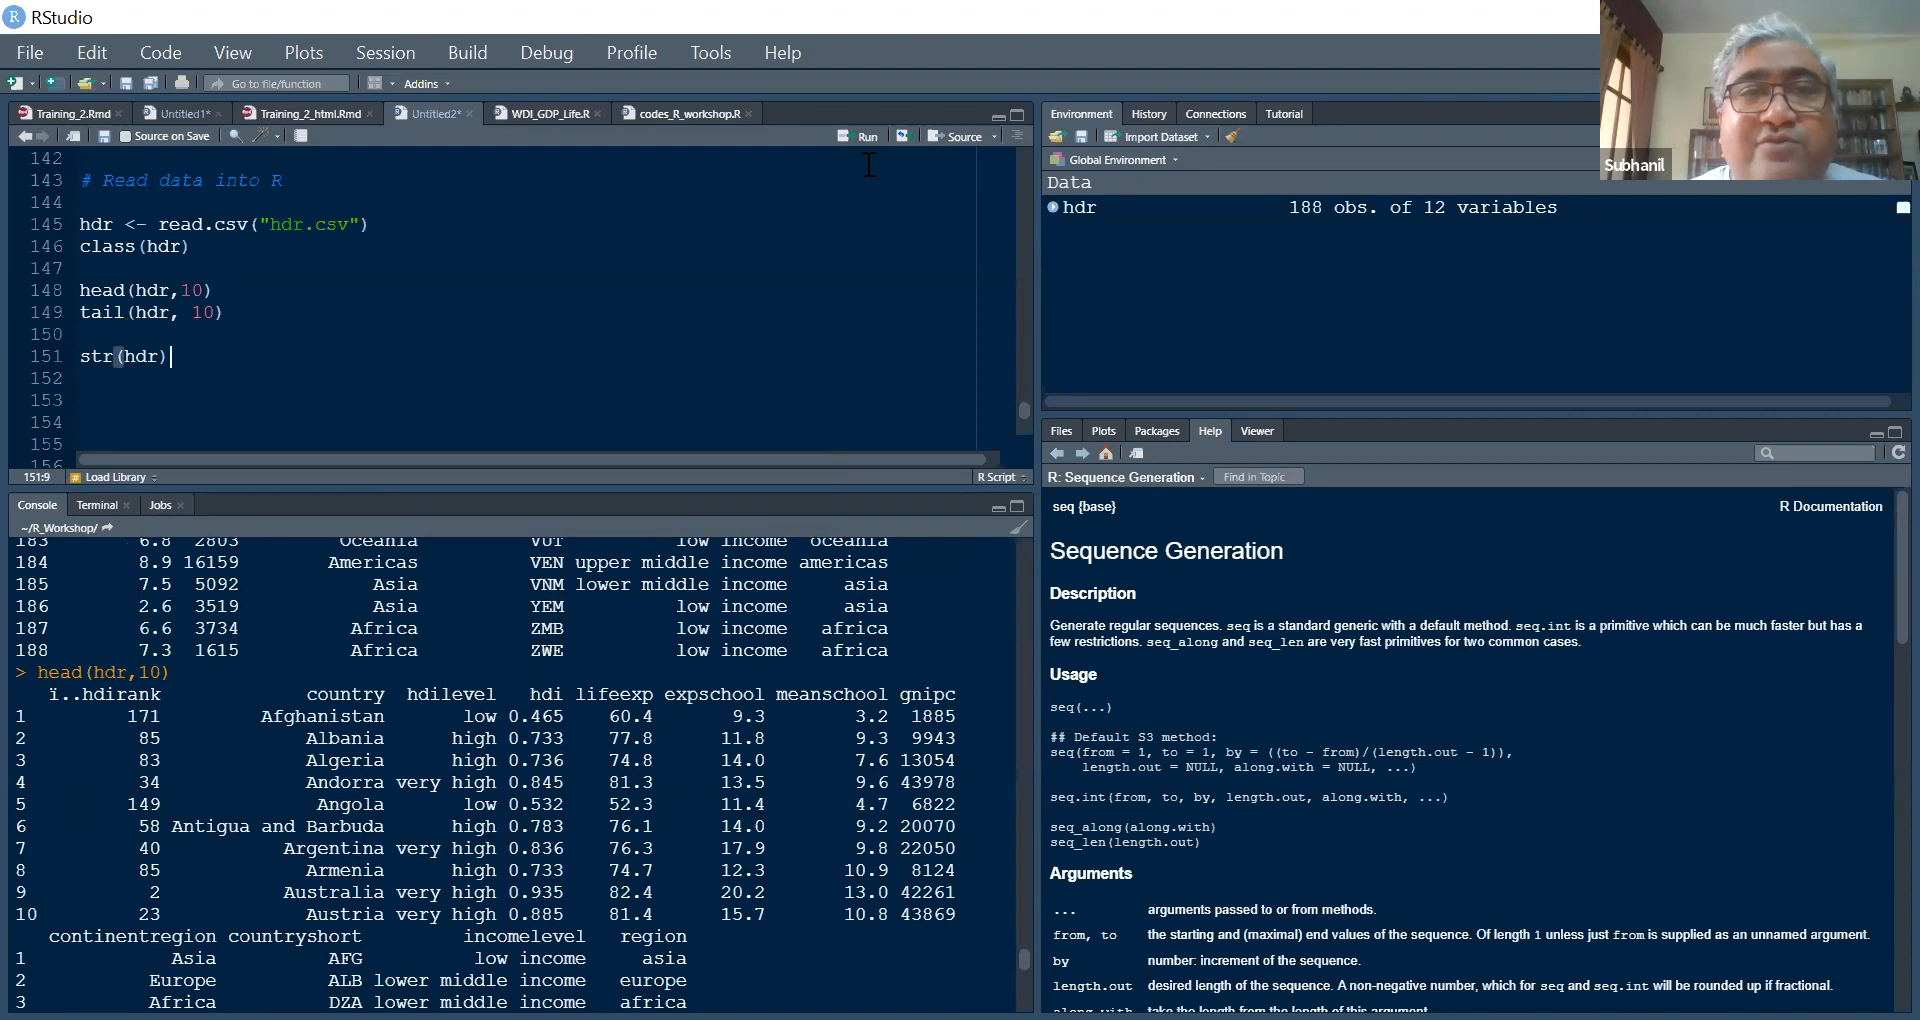 RStudio
File Edit Code View Plots Session Build Debug Profile Tools Help
Go to file/function Addins
Training_2.Rmd Untitled1* Training_2_html.Rmd Untitled2* WDI_GDP_Life.R codes_R_workshop.R
Source on Save Run Source
142
143 # Read data into R
144
145 hdr <- read.csv("hdr.csv")
146 class(hdr)
147
148 head(hdr,10)
149 tail(hdr, 10)
150
151 str(hdr)
152
153
154
155
156
151:9 # Load Library R Script
Console Terminal Jobs
~/R_Workshop/
183 6.8 2803 Oceania VUT low income oceania
184 8.9 16159 Americas VEN upper middle income americas
185 7.5 5092 Asia VNM lower middle income asia
186 2.6 3519 Asia YEM low income asia
187 6.6 3734 Africa ZMB low income africa
188 7.3 1615 Africa ZWE low income africa
> head(hdr,10)
ï..hdirank country hdilevel hdi lifeexp expschool meanschool gnipc
1 171 Afghanistan low 0.465 60.4 9.3 3.2 1885
2 85 Albania high 0.733 77.8 11.8 9.3 9943
3 83 Algeria high 0.736 74.8 14.0 7.6 13054
4 34 Andorra very high 0.845 81.3 13.5 9.6 43978
5 149 Angola low 0.532 52.3 11.4 4.7 6822
6 58 Antigua and Barbuda high 0.783 76.1 14.0 9.2 20070
7 40 Argentina very high 0.836 76.3 17.9 9.8 22050
8 85 Armenia high 0.733 74.7 12.3 10.9 8124
9 2 Australia very high 0.935 82.4 20.2 13.0 42261
10 23 Austria very high 0.885 81.4 15.7 10.8 43869
continentregion countryshort incomelevel region
1 Asia AFG low income asia
2 Europe ALB lower middle income europe
3 Africa DZA lower middle income africa
Environment History Connections Tutorial
Import Dataset
Global Environment
Data
hdr 188 obs. of 12 variables
Subhanil
Files Plots Packages Help Viewer
R: Sequence Generation Find in Topic
seq {base} R Documentation
Sequence Generation
Description
Generate regular sequences. seq is a standard generic with a default method. seq.int is a primitive which can be much faster but has a
few restrictions. seq_along and seq_len are very fast primitives for two common cases.
Usage
seq(...)
## Default S3 method:
seq(from = 1, to = 1, by = ((to - from)/(length.out - 1)),
length.out = NULL, along.with = NULL, ...)
seq.int(from, to, by, length.out, along.with, ...)
seq_along(along.with)
seq_len(length.out)
Arguments
... arguments passed to or from methods.
from, to the starting and (maximal) end values of the sequence. Of length 1 unless just from is supplied as an unnamed argument.
by number: increment of the sequence.
length.out desired length of the sequence. A non-negative number, which for seq and seq.int will be rounded up if fractional.
along.with take the length from the length of this argument.